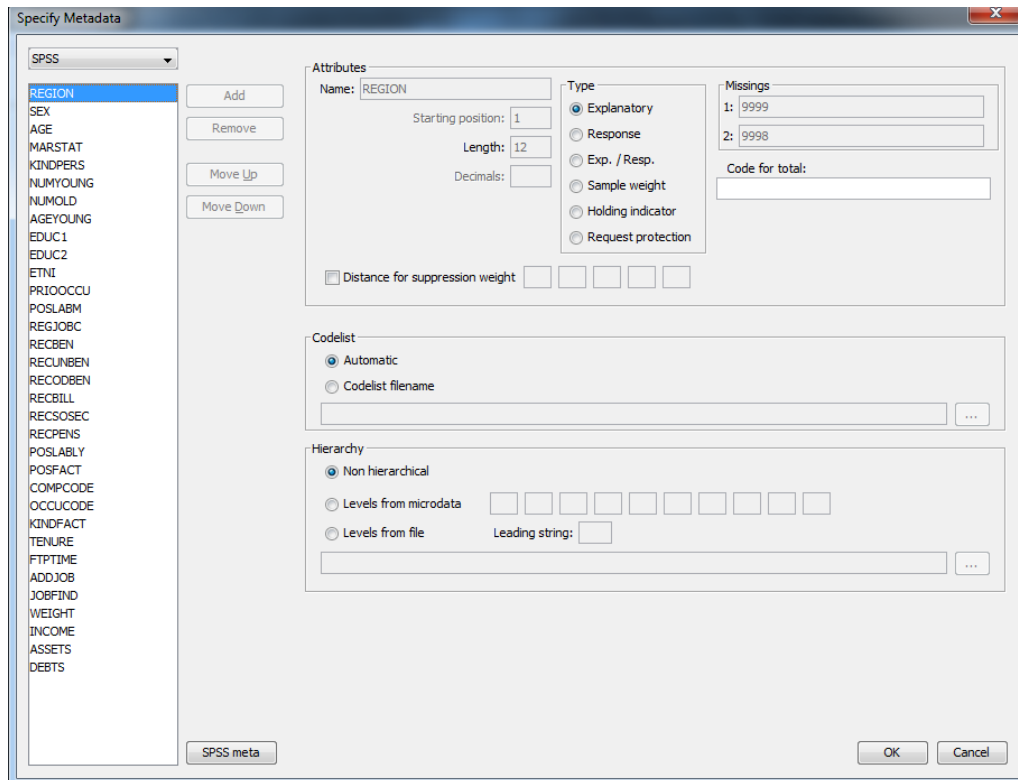 Specify Metadata
x
SPSS
REGION
SEX
AGE
MARSTAT
KINDPERS
NUMYOUNG
NUMOLD
AGEYOUNG
EDUC1
EDUC2
ETNI
PRIOOCCU
POSLABM
REGJOBC
RECBEN
RECUNBEN
RECODBEN
RECBILL
RECSOSEC
RECPENS
POSLABLY
POSFACT
COMPCODE
OCCUCODE
KINDFACT
TENURE
FTPTIME
ADDJOB
JOBFIND
WEIGHT
INCOME
ASSETS
DEBTS
Add
Remove
Move Up
Move Down
SPSS meta
Attributes
Name: REGION
Starting position: 1
Length: 12
Decimals:
Type
Explanatory
Response
Exp. / Resp.
Sample weight
Holding indicator
Request protection
Missings
1: 9999
2: 9998
Code for total:
Distance for suppression weight
Codelist
Automatic
Codelist filename
...
Hierarchy
Non hierarchical
Levels from microdata
Levels from file Leading string:
...
OK Cancel